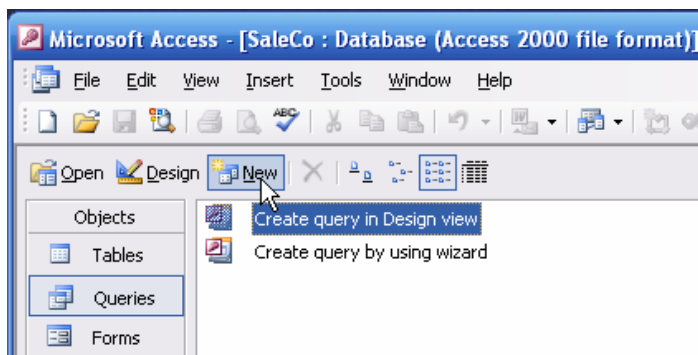 Microsoft Access - [SaleCo : Database (Access 2000 file format)]
File Edit View Insert Tools Window Help
ABC
W
Open Design New
Objects
Create query in Design view
Tables
Create query by using wizard
Queries
Forms